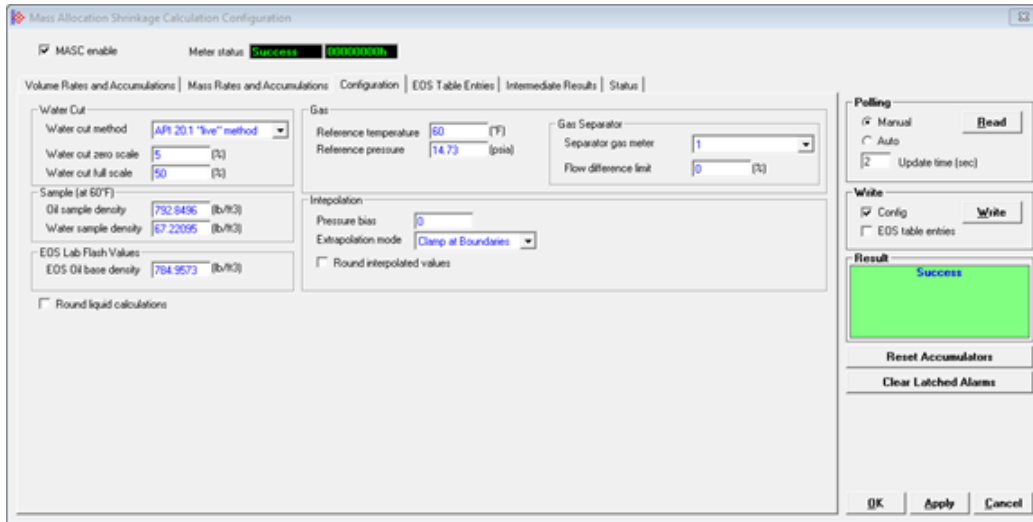 Mass Allocation Shrinkage Calculation Configuration
MASC enable Meter status Success 00000000h
Volume Rates and Accumulations Mass Rates and Accumulations Configuration EOS Table Entries Intermediate Results Status
Water Cut
Water cut method API 20.1 "live" method
Water cut zero scale 5 (%)
Water cut full scale 50 (%)
Sample (at 60°F)
Oil sample density 792.8496 (lb/ft3)
Water sample density 67.22095 (lb/ft3)
EOS Lab Flash Values
EOS Oil base density 784.9573 (lb/ft3)
Round liquid calculations
Gas
Reference temperature 60 (°F)
Reference pressure 14.73 (psia)
Gas Separator
Separator gas meter 1
Flow difference limit 0 (%)
Intepolation
Pressure bias 0
Extrapolation mode Clamp at Boundaries
Round interpolated values
Polling
Manual Read
Auto
2 Update time (sec)
Write
Config Write
EOS table entries
Result
Success
Reset Accumulators
Clear Latched Alarms
OK Apply Cancel